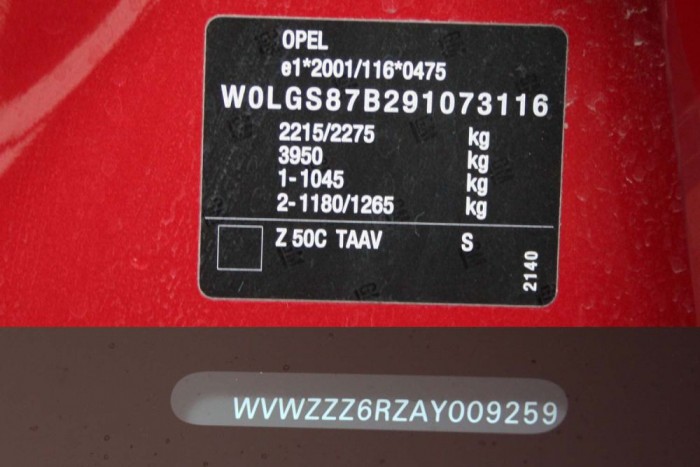 OPEL
e1*2001/116*0475
W0LGS87B291073116
2215/2275 kg
3950 kg
1-1045 kg
2-1180/1265 kg
Z 50C TAAV S
2140
WVWZZZ6RZAY009259